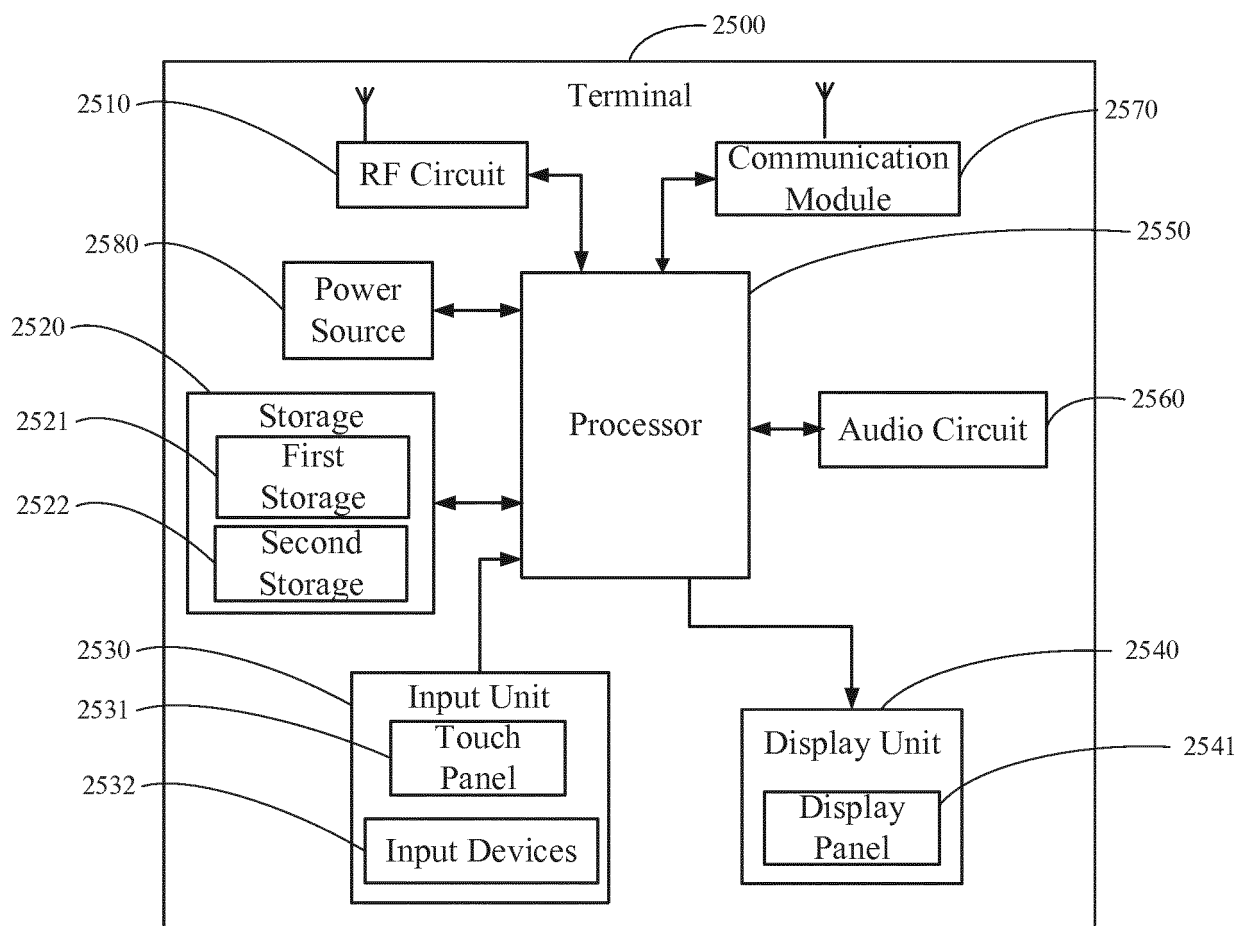 2500
Terminal
2510
RF Circuit
Communication
Module
2570
2580
Power
Source
2550
2520
Storage
2521
First
Storage
2522
Second
Storage
Processor
Audio Circuit
2560
2530
Input Unit
2531
Touch
Panel
2532
Input Devices
2540
Display Unit
2541
Display
Panel